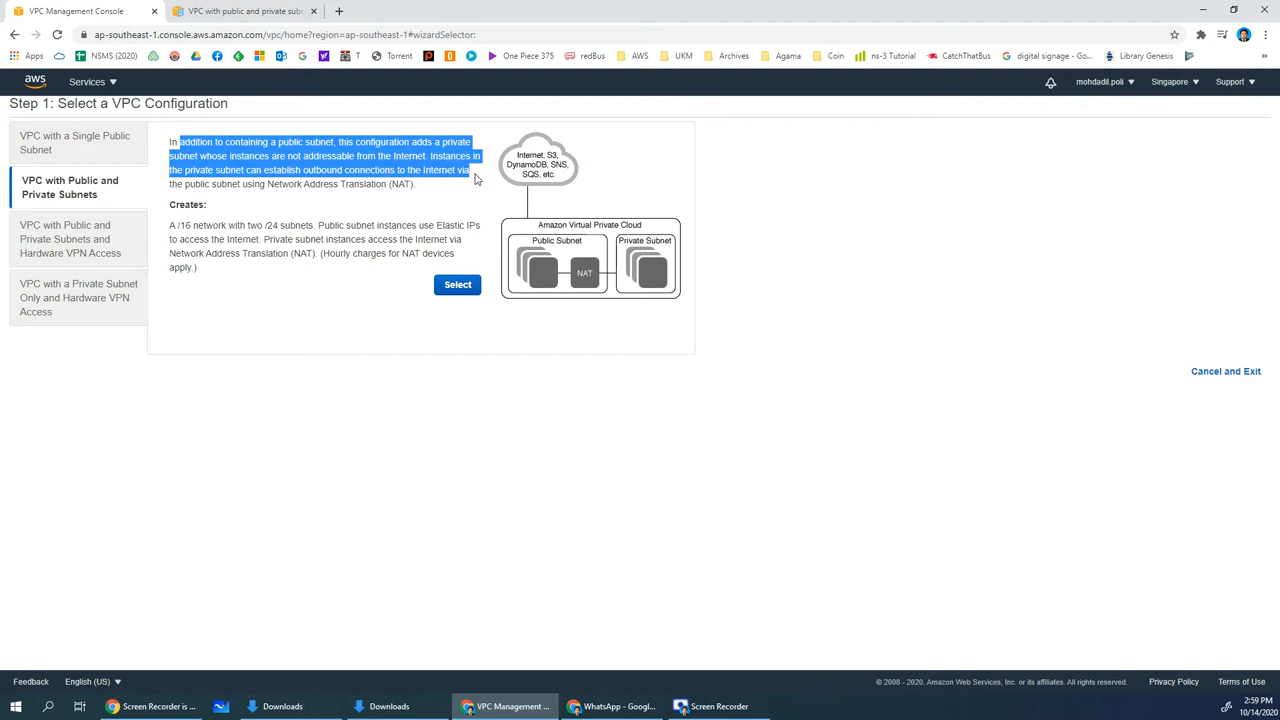 VPC Management Console
VPC with public and private subn
ap-southeast-1.console.aws.amazon.com/vpc/home?region=ap-southeast-1#wizardSelector:
Apps
NSMS (2020)
T
Torrent
One Piece 375
redBus
AWS
UKM
Archives
Agama
Coin
ns-3 Tutorial
CatchThatBus
digital signage - Go...
Library Genesis
aws
Services
mohdadil.poli
Singapore
Support
Step 1: Select a VPC Configuration
VPC with a Single Public
Subnet
VPC with Public and
Private Subnets
VPC with Public and
Private Subnets and
Hardware VPN Access
VPC with a Private Subnet
Only and Hardware VPN
Access
In addition to containing a public subnet, this configuration adds a private
subnet whose instances are not addressable from the Internet. Instances in
the private subnet can establish outbound connections to the Internet via
the public subnet using Network Address Translation (NAT).
Creates:
A /16 network with two /24 subnets. Public subnet instances use Elastic IPs
to access the Internet. Private subnet instances access the Internet via
Network Address Translation (NAT). (Hourly charges for NAT devices
apply.)
Select
Internet, S3,
DynamoDB, SNS,
SQS, etc.
Amazon Virtual Private Cloud
Public Subnet
Private Subnet
NAT
Cancel and Exit
Feedback
English (US)
© 2008 - 2020, Amazon Web Services, Inc. or its affiliates. All rights reserved.
Privacy Policy
Terms of Use
Screen Recorder is ...
Downloads
Downloads
VPC Management ...
WhatsApp - Googl...
Screen Recorder
2:59 PM
10/14/2020